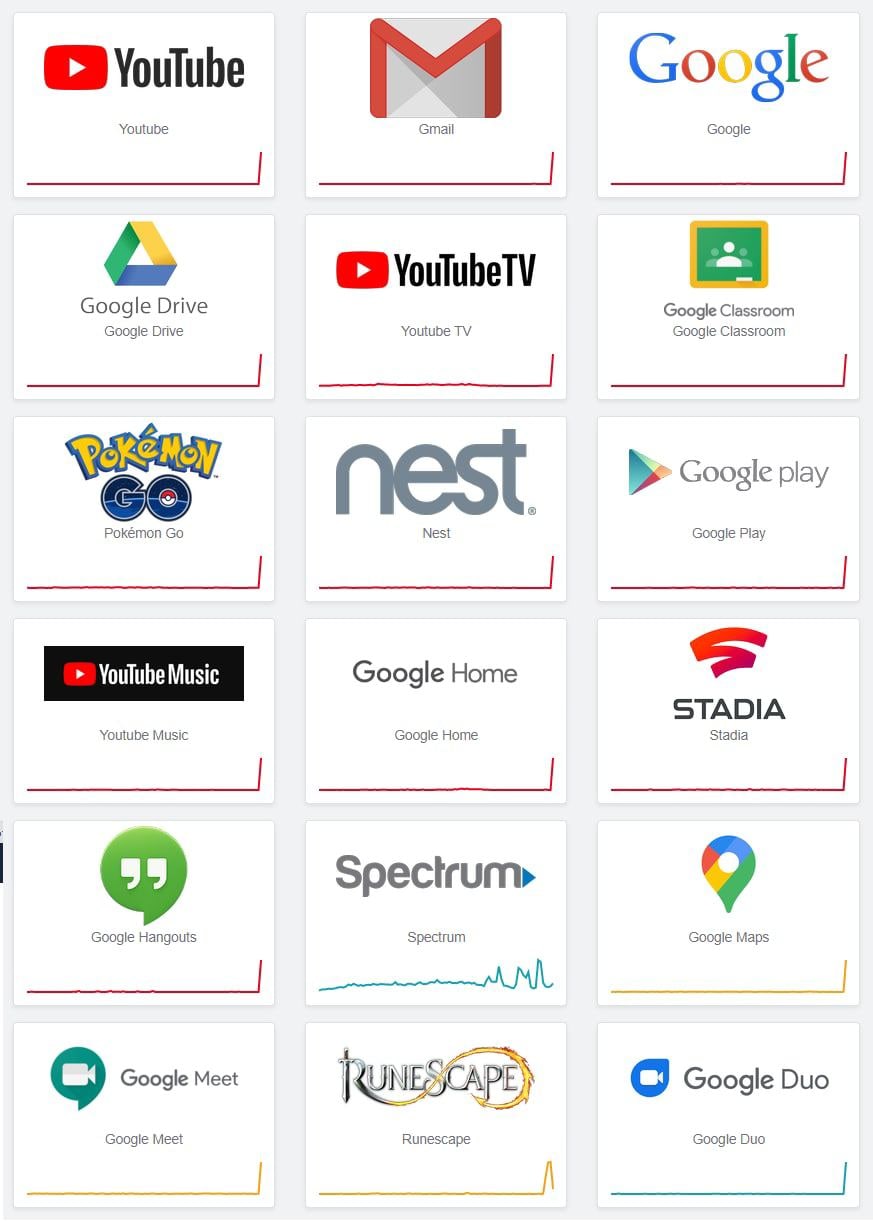 YouTube
Youtube
Gmail
Google
Google
Google Drive
Google Drive
YouTubeTV
Youtube TV
Google Classroom
Google Classroom
POKéMON
GO
™
Pokémon Go
nest®
Nest
Google play
Google Play
YouTube Music
Youtube Music
Google Home
Google Home
STADIA
Stadia
Google Hangouts
Spectrum
Spectrum
Google Maps
Google Meet
Google Meet
RUNESCAPE
Runescape
Google Duo
Google Duo